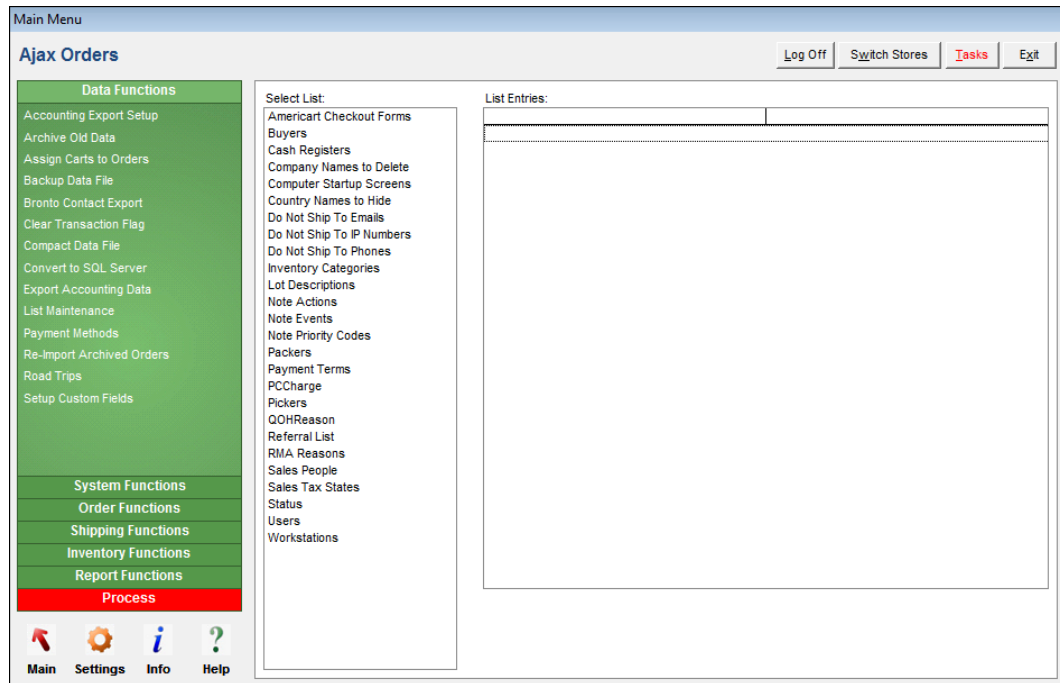 Main Menu
Ajax Orders
Log Off
Switch Stores
Tasks
Exit
Data Functions
Accounting Export Setup
Archive Old Data
Assign Carts to Orders
Backup Data File
Bronto Contact Export
Clear Transaction Flag
Compact Data File
Convert to SQL Server
Export Accounting Data
List Maintenance
Payment Methods
Re-Import Archived Orders
Road Trips
Setup Custom Fields
System Functions
Order Functions
Shipping Functions
Inventory Functions
Report Functions
Process
Main
Settings
Info
Help
Select List:
Americart Checkout Forms
Buyers
Cash Registers
Company Names to Delete
Computer Startup Screens
Country Names to Hide
Do Not Ship To Emails
Do Not Ship To IP Numbers
Do Not Ship To Phones
Inventory Categories
Lot Descriptions
Note Actions
Note Events
Note Priority Codes
Packers
Payment Terms
PCCharge
Pickers
QOHReason
Referral List
RMA Reasons
Sales People
Sales Tax States
Status
Users
Workstations
List Entries: